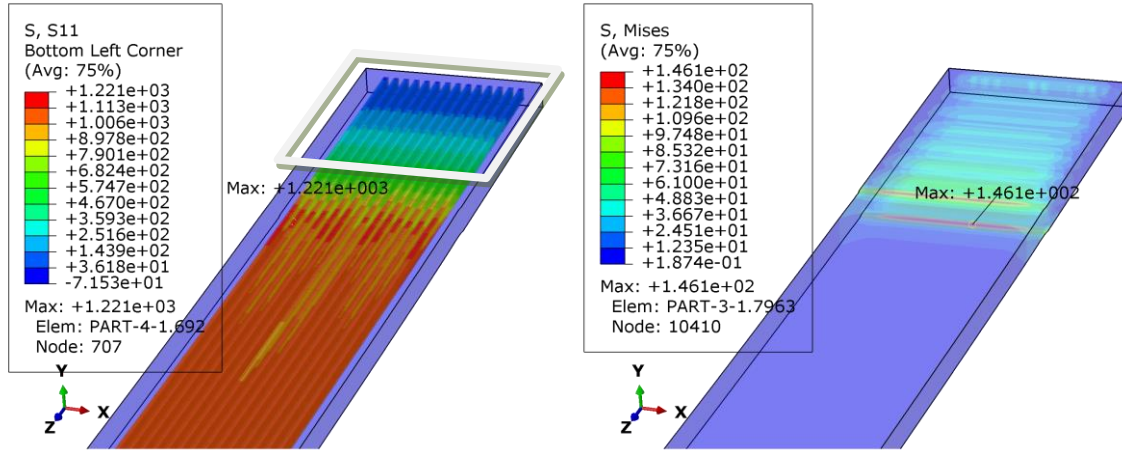 S, S11
Bottom Left Corner
(Avg: 75%)
+1.221e+03
+1.113e+03
+1.006e+03
+8.978e+02
+7.901e+02
+6.824e+02
+5.747e+02
+4.670e+02
+3.593e+02
+2.516e+02
+1.439e+02
+3.618e+01
-7.153e+01
Max: +1.221e+03
Elem: PART-4-1.692
Node: 707
Max: +1.221e+003
Y
X
Z
S, Mises
(Avg: 75%)
+1.461e+02
+1.340e+02
+1.218e+02
+1.096e+02
+9.748e+01
+8.532e+01
+7.316e+01
+6.100e+01
+4.883e+01
+3.667e+01
+2.451e+01
+1.235e+01
+1.874e-01
Max: +1.461e+02
Elem: PART-3-1.7963
Node: 10410
Max: +1.461e+002
Y
X
Z